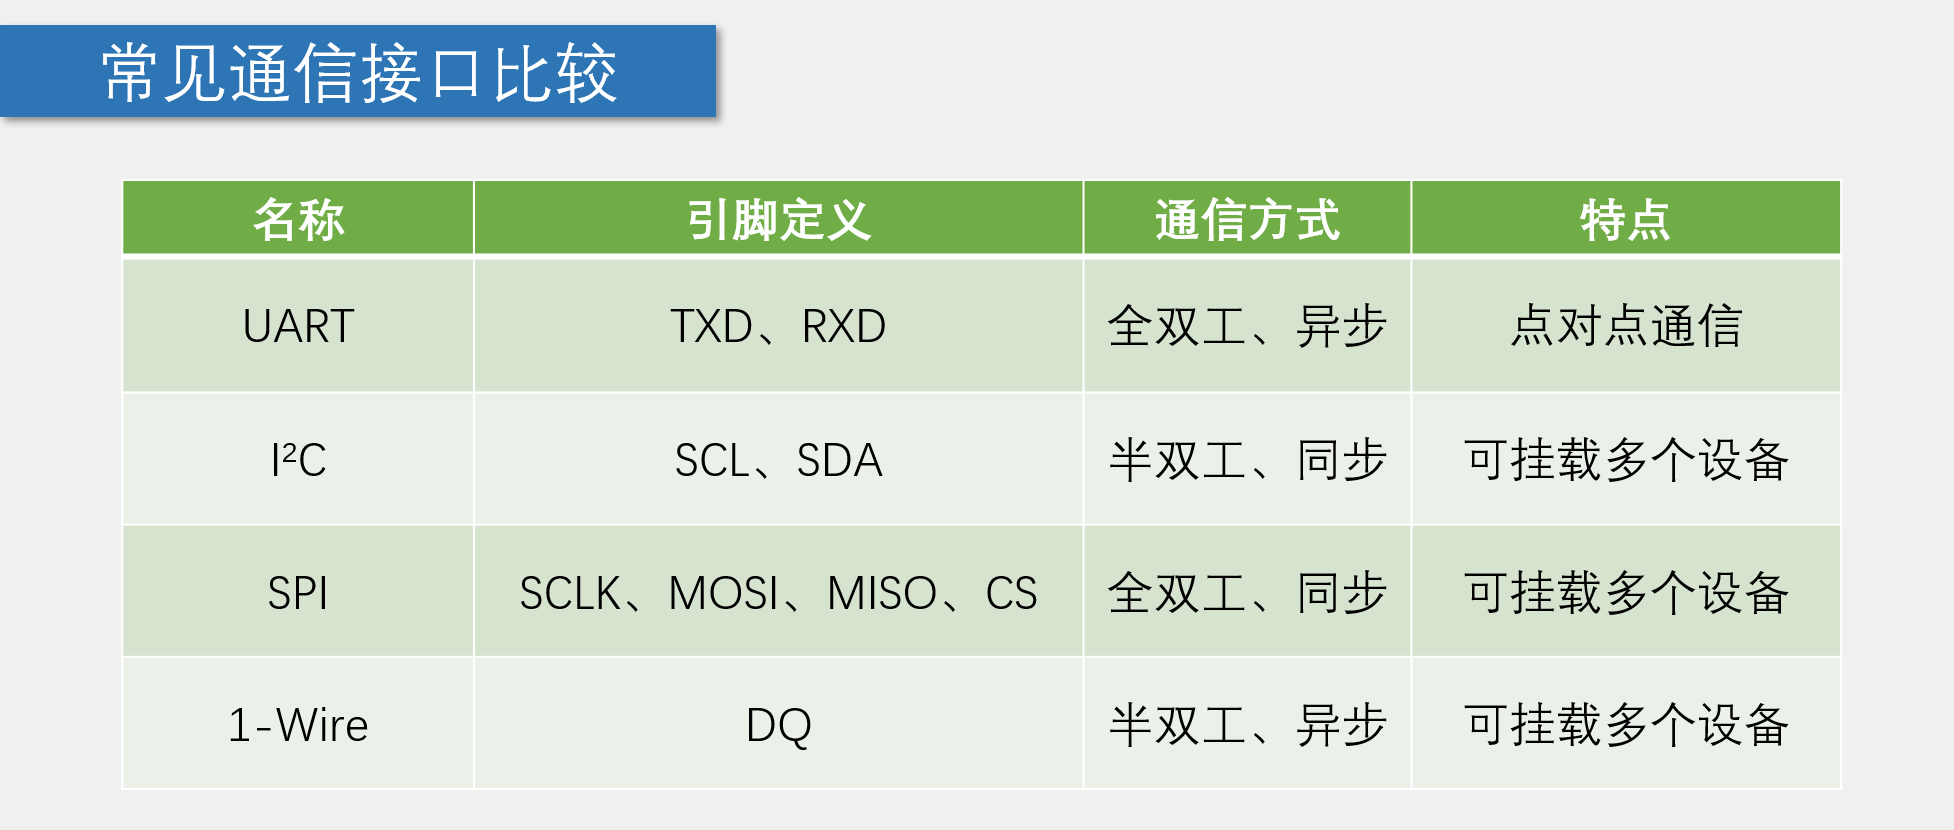 常见通信接口比较
名称 引脚定义 通信方式 特点
UART TXD、RXD 全双工、异步 点对点通信
I²C SCL、SDA 半双工、同步 可挂载多个设备
SPI SCLK、MOSI、MISO、CS 全双工、同步 可挂载多个设备
1-Wire DQ 半双工、异步 可挂载多个设备